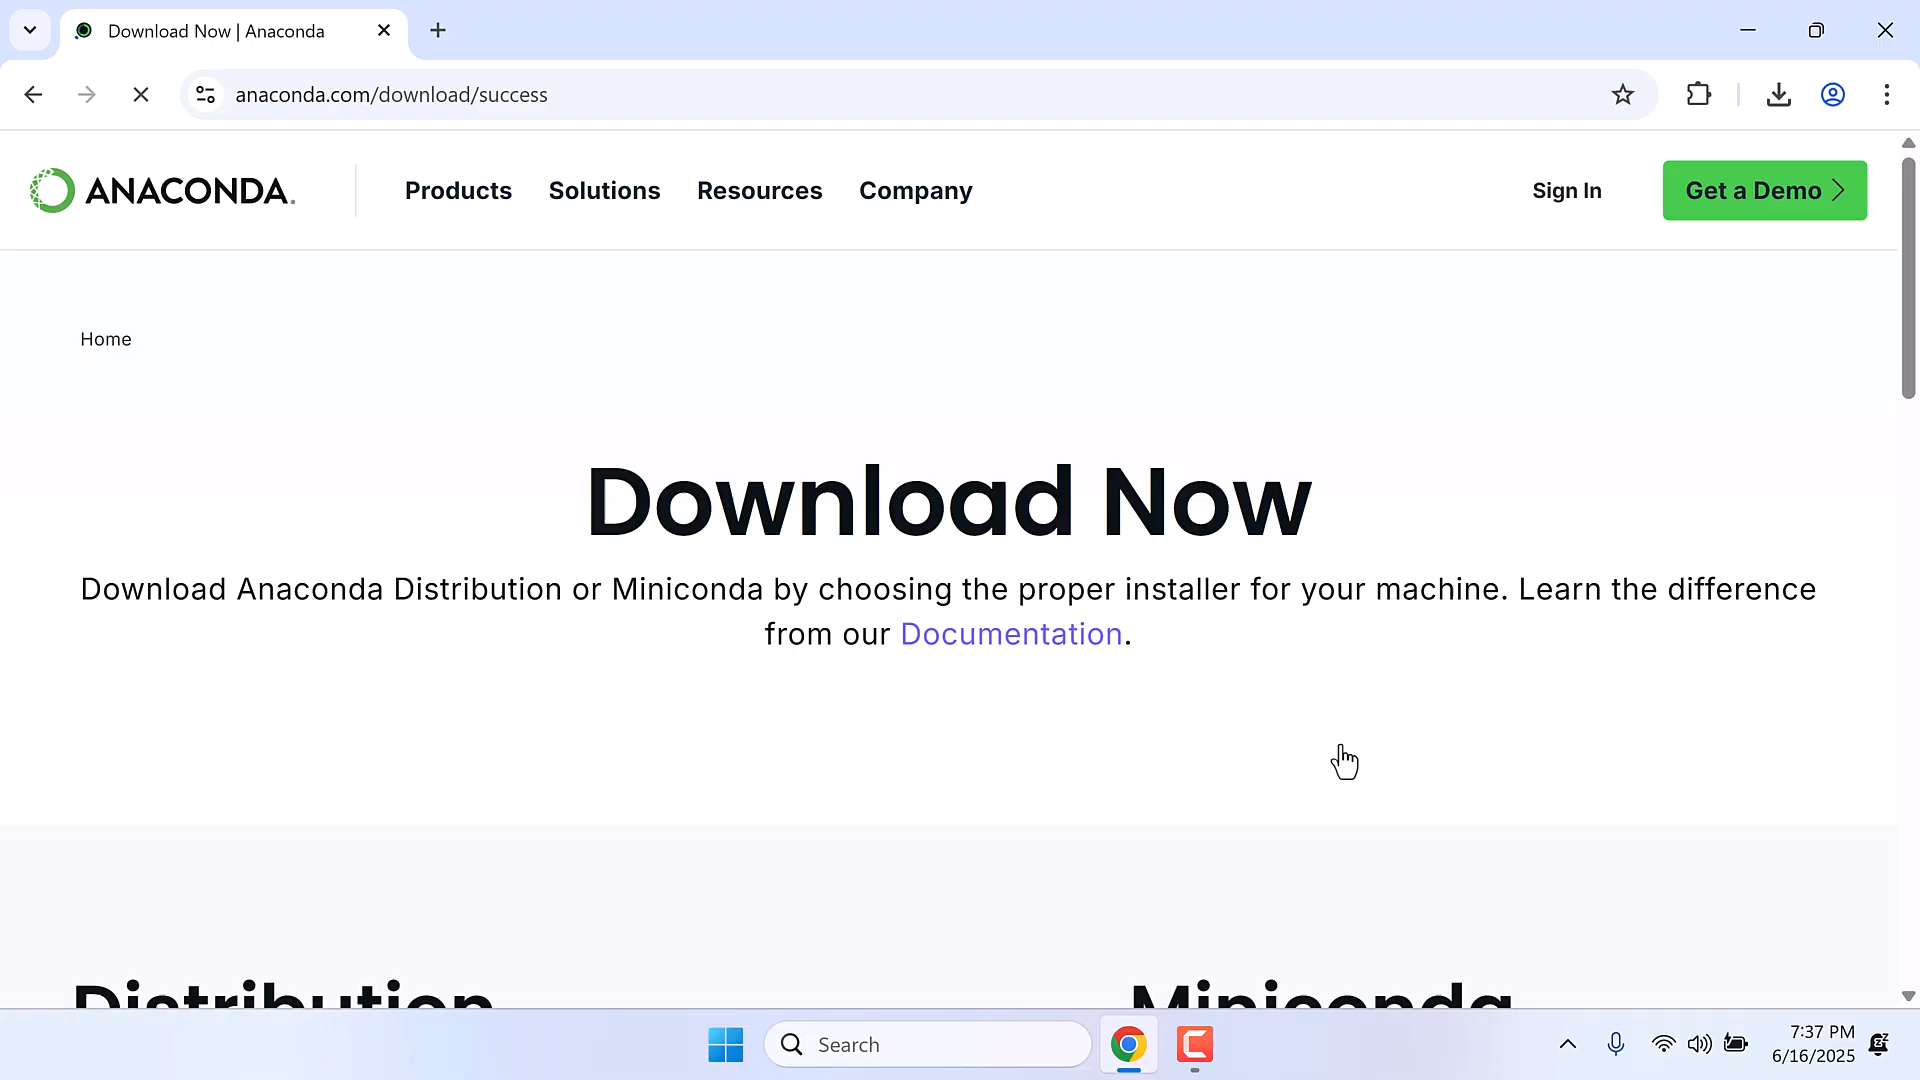 Download Now | Anaconda
anaconda.com/download/success
ANACONDA.
Products
Solutions
Resources
Company
Sign In
Get a Demo
Home
Download Now
Download Anaconda Distribution or Miniconda by choosing the proper installer for your machine. Learn the difference
from our Documentation.
Distribution
Miniconda
Search
7:37 PM
6/16/2025